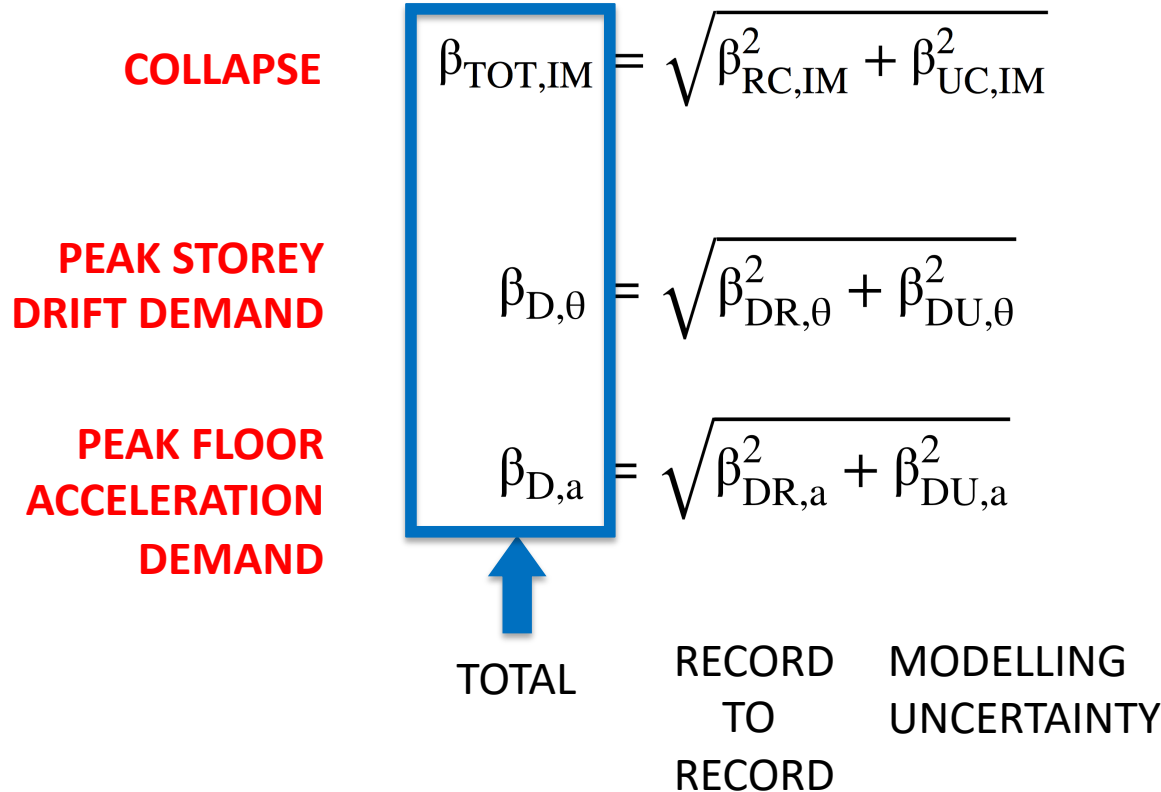 COLLAPSE
β_TOT,IM = √(β²_RC,IM + β²_UC,IM)
PEAK STOREY
DRIFT DEMAND
β_D,θ = √(β²_DR,θ + β²_DU,θ)
PEAK FLOOR
ACCELERATION
DEMAND
β_D,a = √(β²_DR,a + β²_DU,a)
TOTAL
RECORD
TO
RECORD
MODELLING
UNCERTAINTY